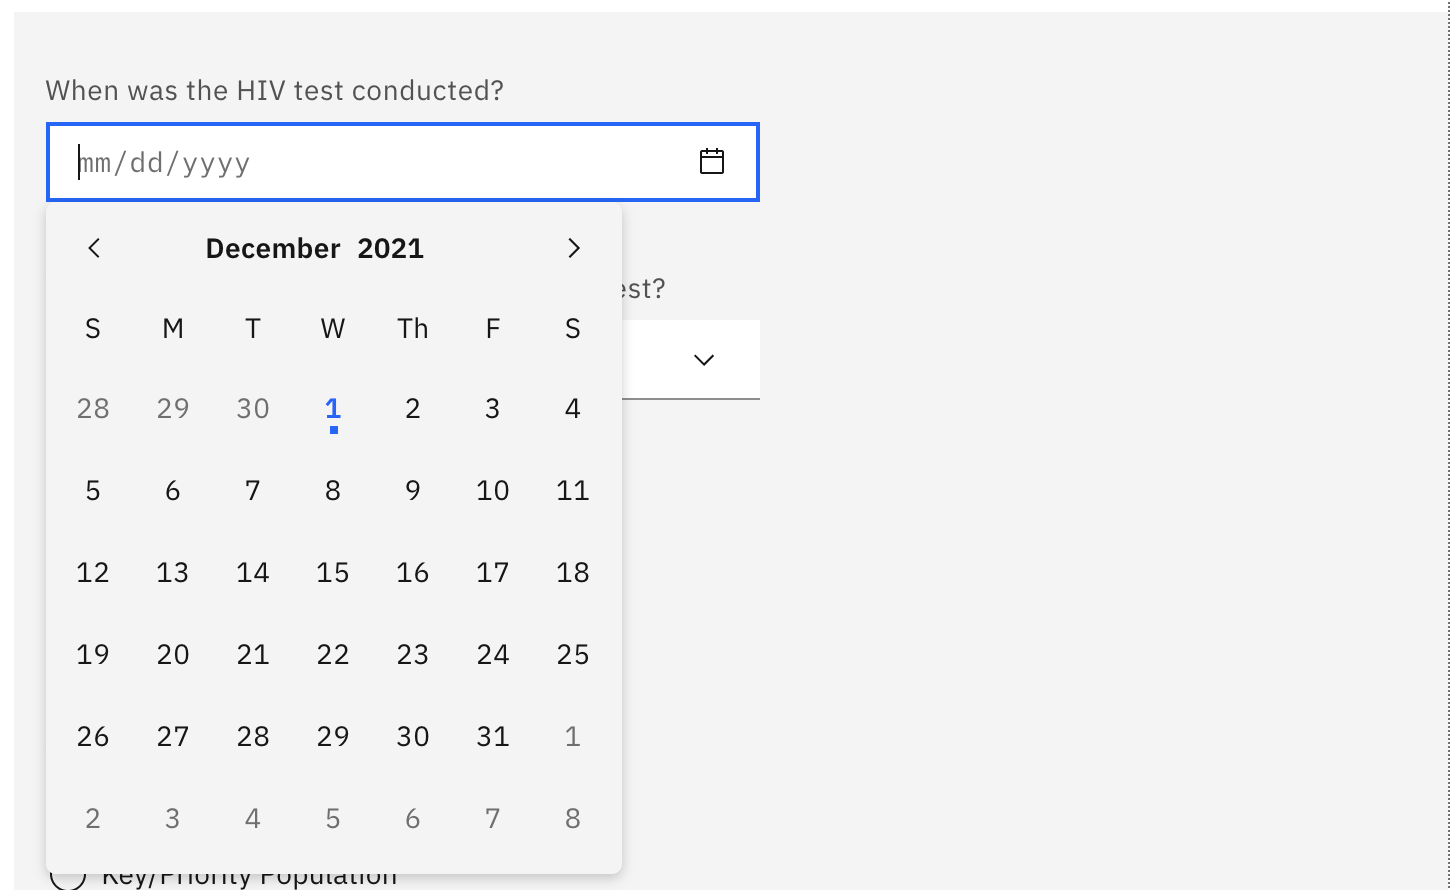 When was the HIV test conducted?
mm/dd/yyyy
December 2021
est?
S M T W Th F S
28 29 30 1 2 3 4
5 6 7 8 9 10 11
12 13 14 15 16 17 18
19 20 21 22 23 24 25
26 27 28 29 30 31 1
2 3 4 5 6 7 8
Key/Priority Population